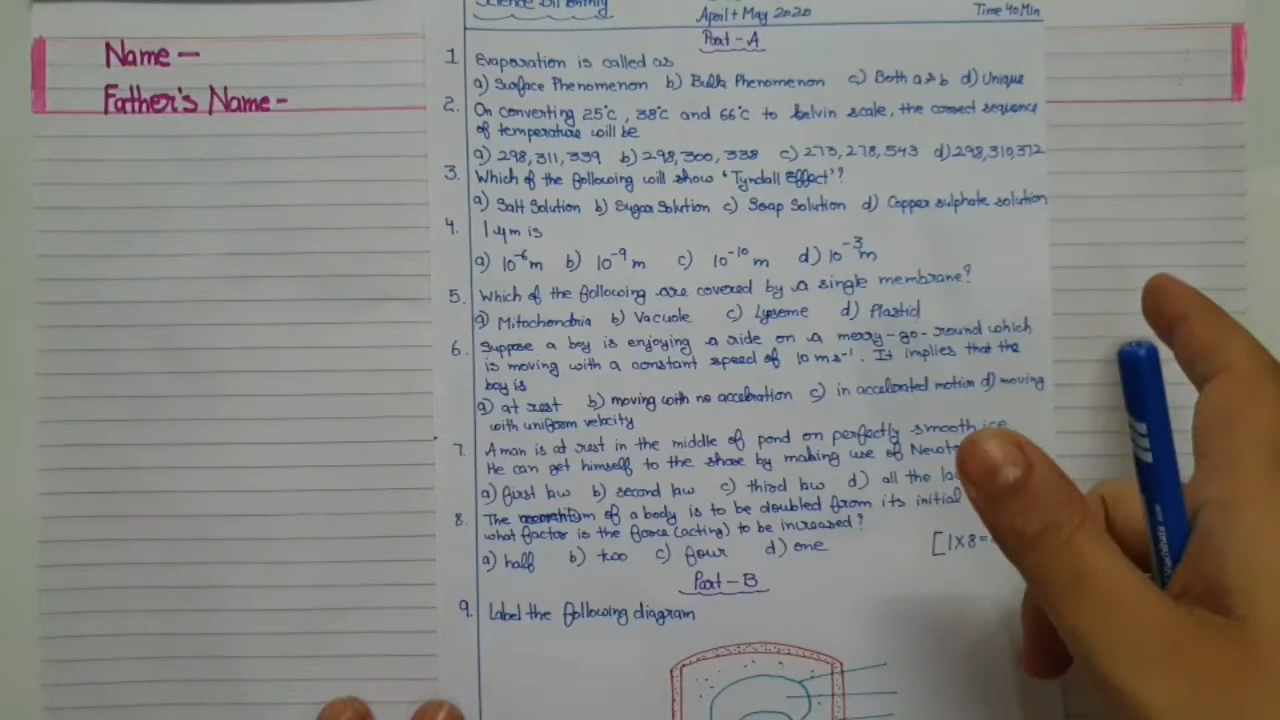 Name —
Father's Name -
Science Bi Monthly
April + May 2020
Time 40 Min
Part - A
1. Evaporation is called as
a) Surface Phenomenon b) Bulk Phenomenon c) Both a & b d) Unique
2. On converting 25°C, 38°C and 66°C to kelvin scale, the correct sequence
of temperature will be
a) 298, 311, 339 b) 298, 300, 338 c) 273, 278, 543 d) 298, 310, 372
3. Which of the following will show 'Tyndall Effect'?
a) Salt Solution b) Sugar Solution c) Soap Solution d) Copper sulphate solution
4. 1 μm is
a) 10⁻⁶ m b) 10⁻⁹ m c) 10⁻¹⁰ m d) 10⁻³ m
5. Which of the following are covered by a single membrane?
a) Mitochondria b) Vacuole c) Lysosome d) Plastid
6. Suppose a boy is enjoying a ride on a merry-go-round which
is moving with a constant speed of 10 ms⁻¹. It implies that the
boy is
a) at rest b) moving with no accelration c) in accelerated motion d) moving
with uniform velocity
7. A man is at rest in the middle of pond on perfectly smooth ice
He can get himself to the shore by making use of Newto
a) first law b) second law c) third law d) all the la
8. The of a body is to be doubled from its initial
what factor is the force (acting) to be increased?
a) half b) two c) four d) one
[1X8=
Part - B
9. Label the following diagram